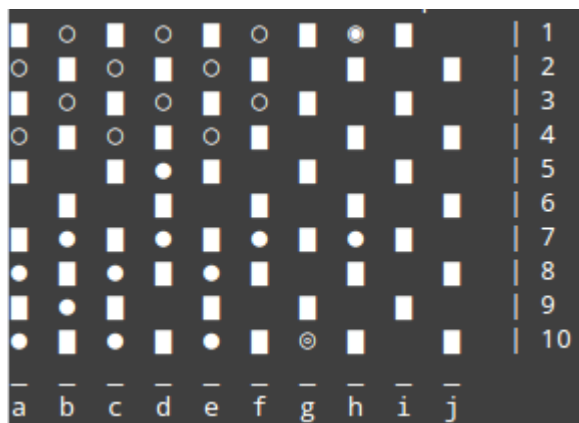 █ ○ █ ○ █ ○ █ ◉ █   | 1
○ █ ○ █ ○ █   █   █ | 2
█ ○ █ ○ █ ○ █   █   | 3
○ █ ○ █ ○ █   █   █ | 4
█   █ ● █   █   █   | 5
  █   █   █   █   █ | 6
█ ● █ ● █ ● █ ● █   | 7
● █ ● █ ● █   █   █ | 8
█ ● █   █   █   █   | 9
● █ ● █ ● █ ◎ █   █ | 10
_ _ _ _ _ _ _ _ _ _
a b c d e f g h i j